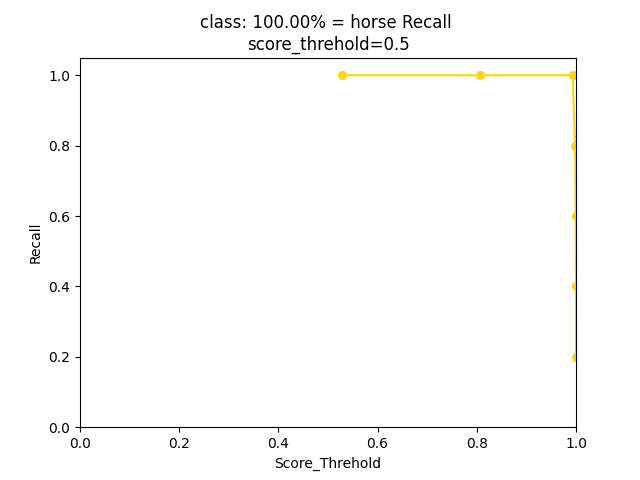 class: 100.00% = horse Recall
score_threhold=0.5
1.0
0.8
0.6
0.4
0.2
0.0
Recall
0.0 0.2 0.4 0.6 0.8 1.0
Score_Threhold